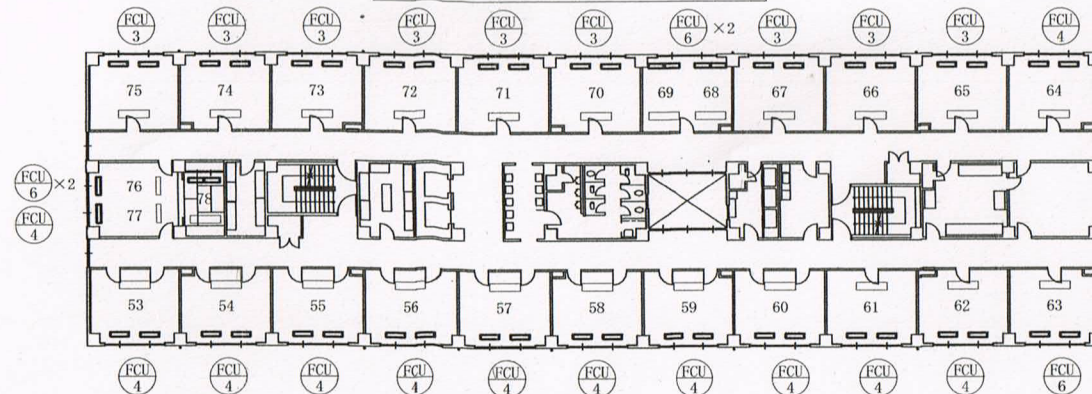 FCU FCU FCU FCU FCU FCU FCU ×2 FCU FCU FCU FCU
3 3 3 3 3 3 6 3 3 3 4
75 74 73 72 71 70 69 68 67 66 65 64
FCU ×2
6
76
78
77
FCU
4
53 54 55 56 57 58 59 60 61 62 63
FCU FCU FCU FCU FCU FCU FCU FCU FCU FCU FCU
4 4 4 4 4 4 4 4 4 4 6